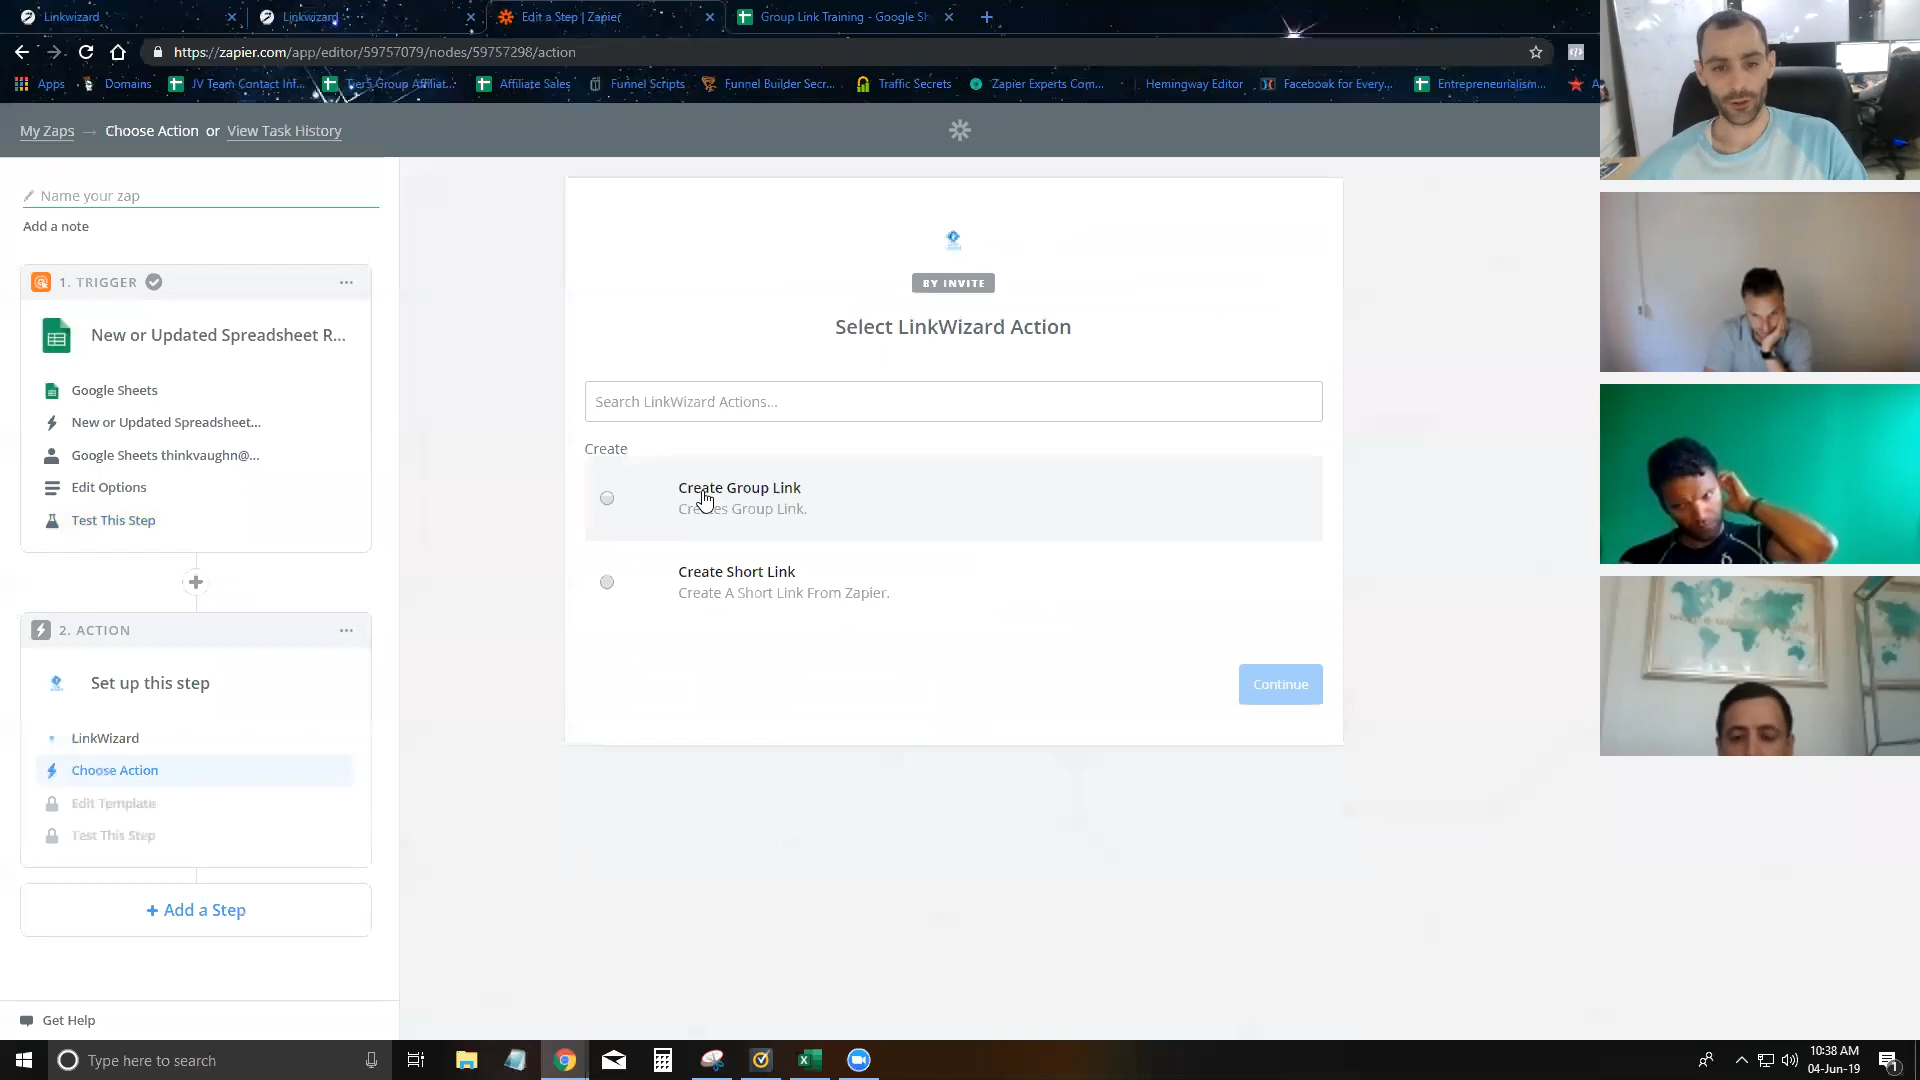 Linkwizard
Linkwizard
Edit a Step | Zapier
Group Link Training - Google Sh
https://zapier.com/app/editor/59757079/nodes/59757298/action
Apps
Domains
JV Team Contact Inf...
Tier5 Group Affiliat...
Affiliate Sales
Funnel Scripts
Funnel Builder Secr...
Traffic Secrets
Zapier Experts Com...
Hemingway Editor
Facebook for Every...
Entrepreneurialism...
My Zaps → Choose Action or View Task History
Name your zap
Add a note
1. TRIGGER
New or Updated Spreadsheet R...
Google Sheets
New or Updated Spreadsheet...
Google Sheets thinkvaughn@...
Edit Options
Test This Step
2. ACTION
Set up this step
LinkWizard
Choose Action
Edit Template
Test This Step
+ Add a Step
Get Help
BY INVITE
Select LinkWizard Action
Search LinkWizard Actions...
Create
Create Group Link
Creates Group Link.
Create Short Link
Create A Short Link From Zapier.
Continue
Type here to search
10:38 AM
04-Jun-19
1